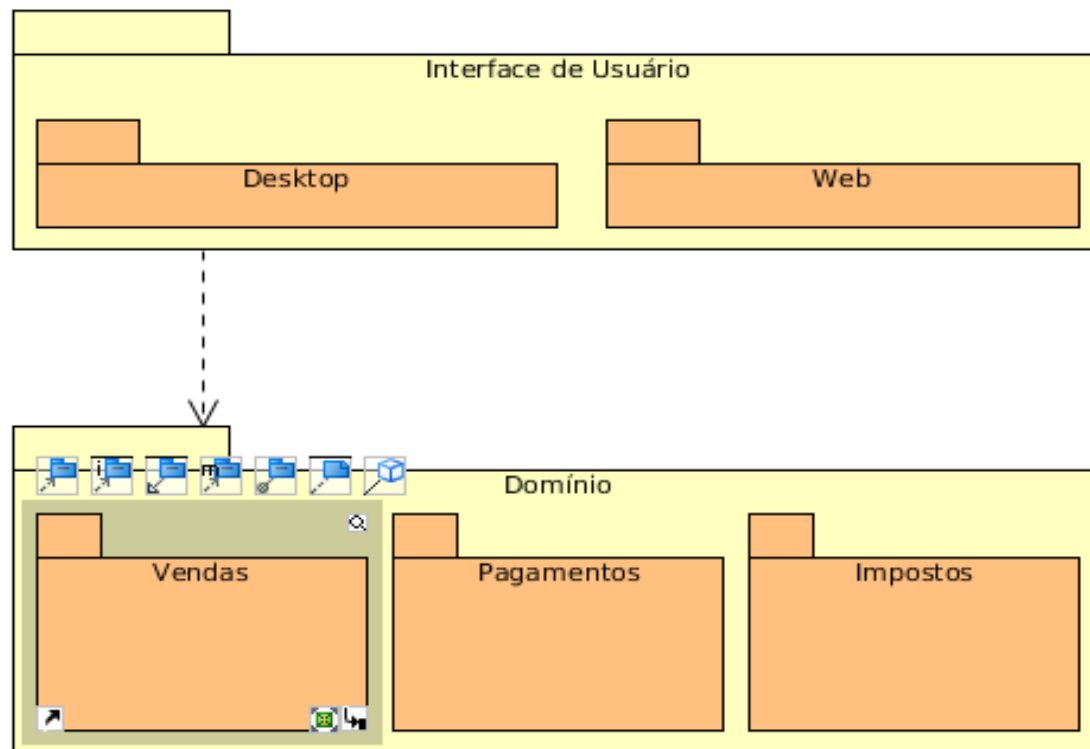 Interface de Usuário
Desktop
Web
Domínio
Vendas
Pagamentos
Impostos